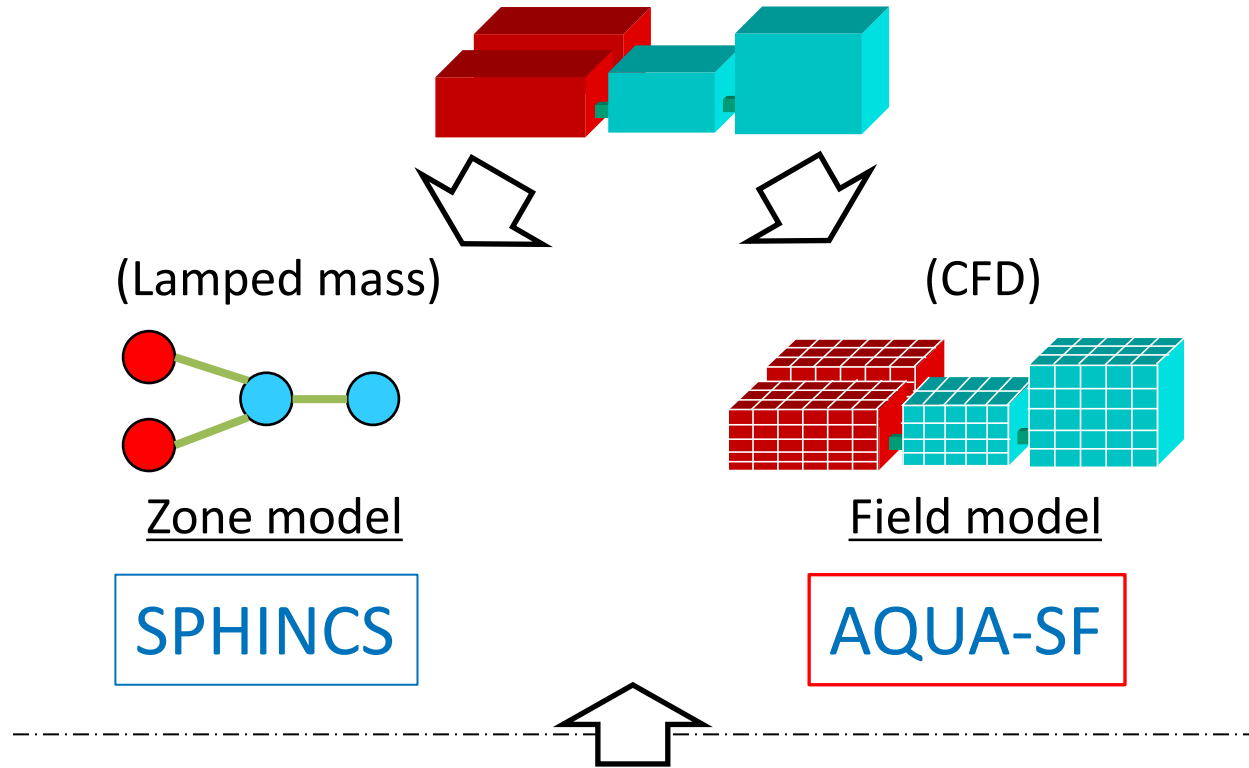 (Lamped mass)
(CFD)
Zone model
Field model
SPHINCS
AQUA-SF